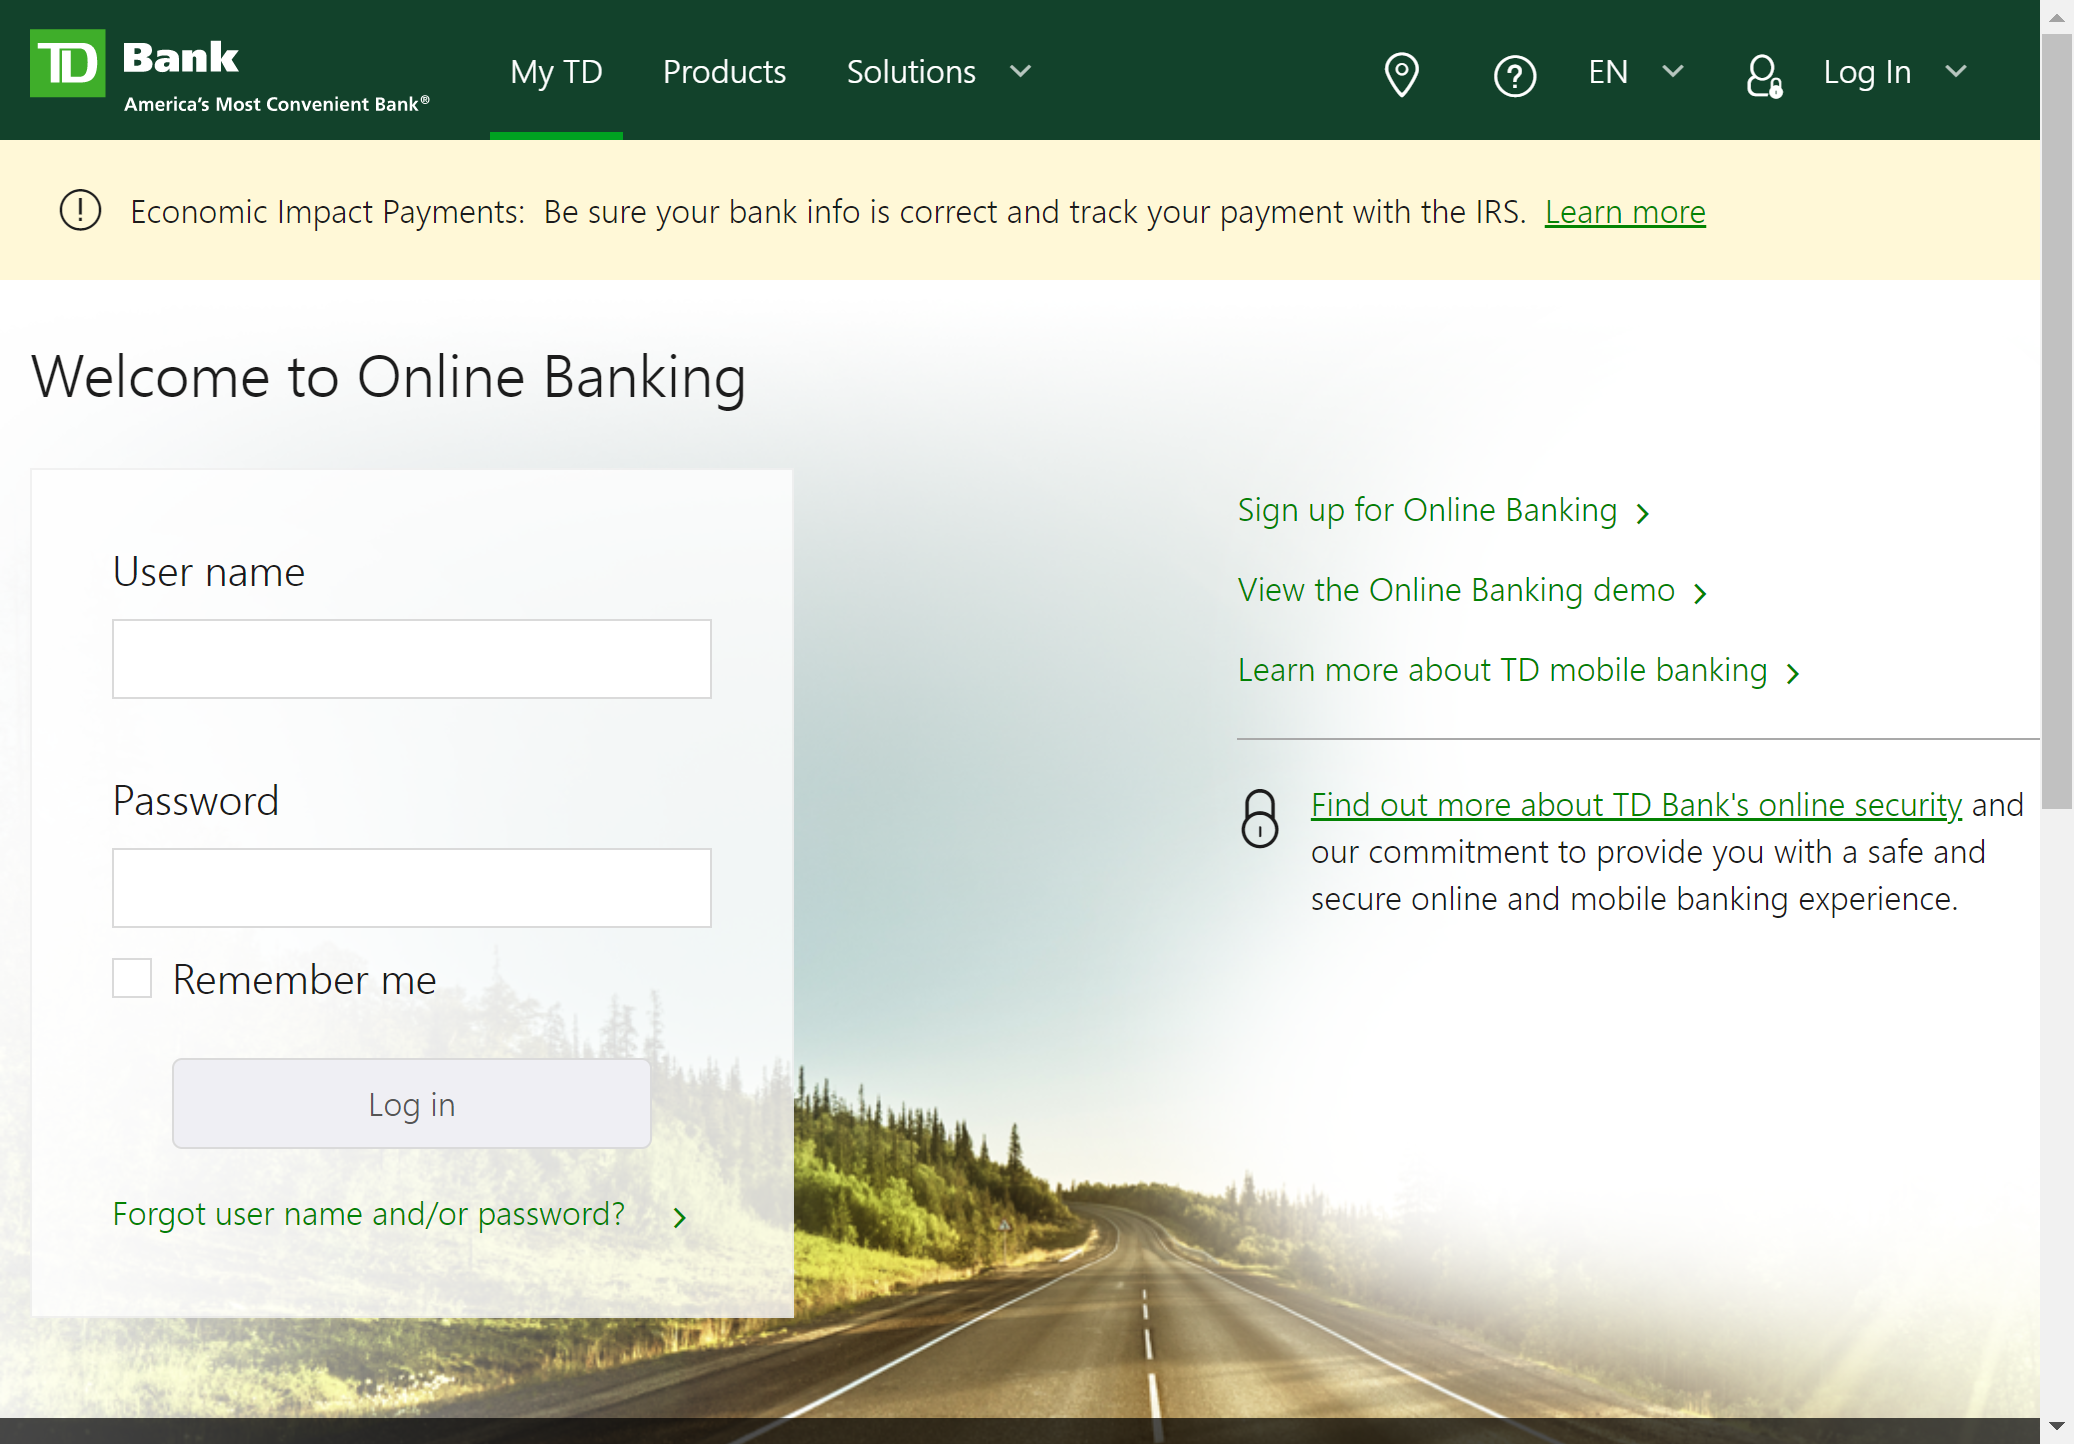 TD Bank
America's Most Convenient Bank®
My TD
Products
Solutions
EN
Log In
Economic Impact Payments: Be sure your bank info is correct and track your payment with the IRS. Learn more
Welcome to Online Banking
User name
Password
Remember me
Log in
Forgot user name and/or password?
Sign up for Online Banking
View the Online Banking demo
Learn more about TD mobile banking
Find out more about TD Bank's online security and
our commitment to provide you with a safe and
secure online and mobile banking experience.